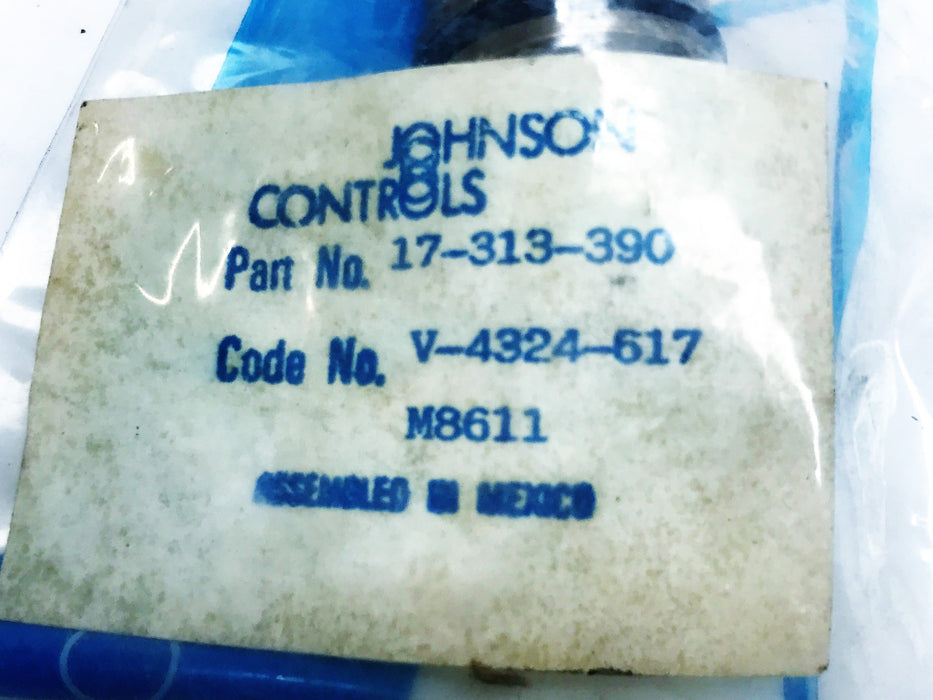 JOHNSON
CONTROLS
Part No. 17-313-390
Code No. V-4324-617
M8611
ASSEMBLED IN MEXICO